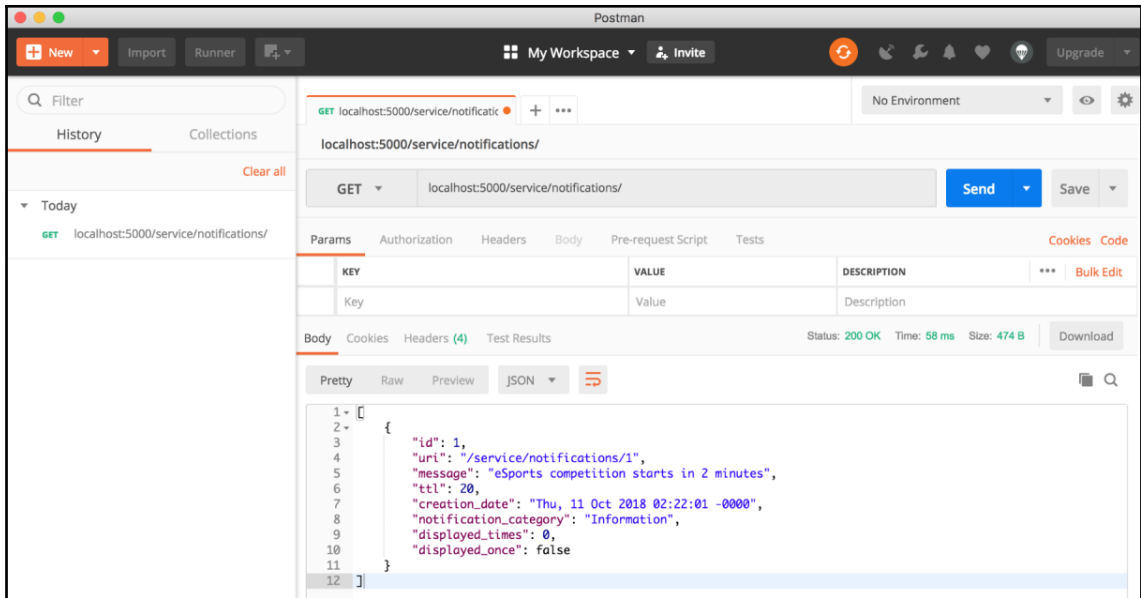 Postman
New Import Runner My Workspace Invite Upgrade
Filter
History Collections
Clear all
Today
GET localhost:5000/service/notifications/
GET localhost:5000/service/notificatic + •••
No Environment
localhost:5000/service/notifications/
GET localhost:5000/service/notifications/ Send Save
Params Authorization Headers Body Pre-request Script Tests Cookies Code
KEY VALUE DESCRIPTION ••• Bulk Edit
Key Value Description
Body Cookies Headers (4) Test Results Status: 200 OK Time: 58 ms Size: 474 B Download
Pretty Raw Preview JSON
1 [
2 {
3 "id": 1,
4 "uri": "/service/notifications/1",
5 "message": "eSports competition starts in 2 minutes",
6 "ttl": 20,
7 "creation_date": "Thu, 11 Oct 2018 02:22:01 -0000",
8 "notification_category": "Information",
9 "displayed_times": 0,
10 "displayed_once": false
11 }
12 ]